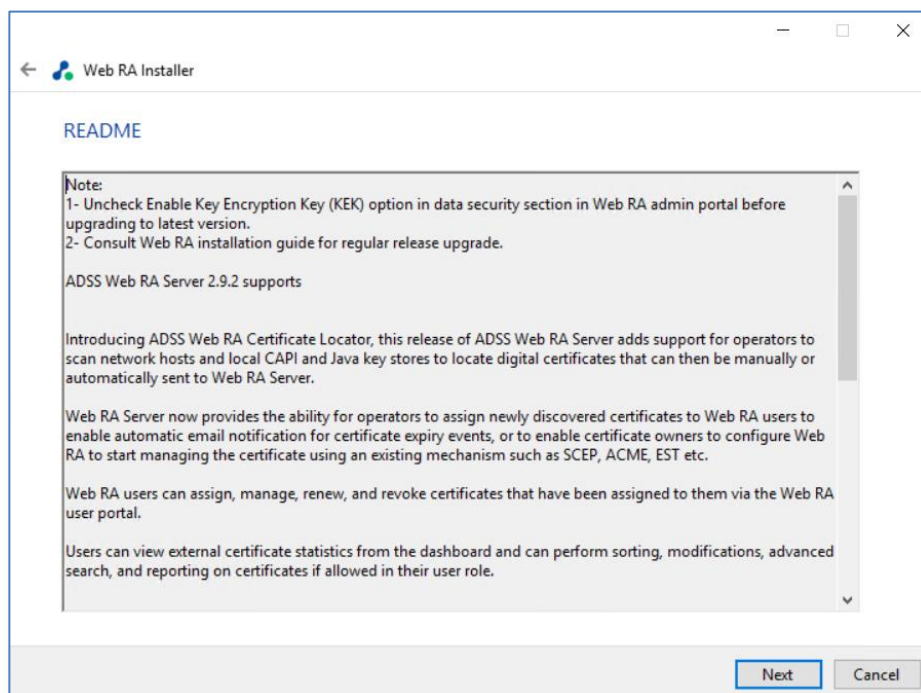 Web RA Installer
README
Note:
1- Uncheck Enable Key Encryption Key (KEK) option in data security section in Web RA admin portal before
upgrading to latest version.
2- Consult Web RA installation guide for regular release upgrade.
ADSS Web RA Server 2.9.2 supports
Introducing ADSS Web RA Certificate Locator, this release of ADSS Web RA Server adds support for operators to
scan network hosts and local CAPI and Java key stores to locate digital certificates that can then be manually or
automatically sent to Web RA Server.
Web RA Server now provides the ability for operators to assign newly discovered certificates to Web RA users to
enable automatic email notification for certificate expiry events, or to enable certificate owners to configure Web
RA to start managing the certificate using an existing mechanism such as SCEP, ACME, EST etc.
Web RA users can assign, manage, renew, and revoke certificates that have been assigned to them via the Web RA
user portal.
Users can view external certificate statistics from the dashboard and can perform sorting, modifications, advanced
search, and reporting on certificates if allowed in their user role.
Next
Cancel